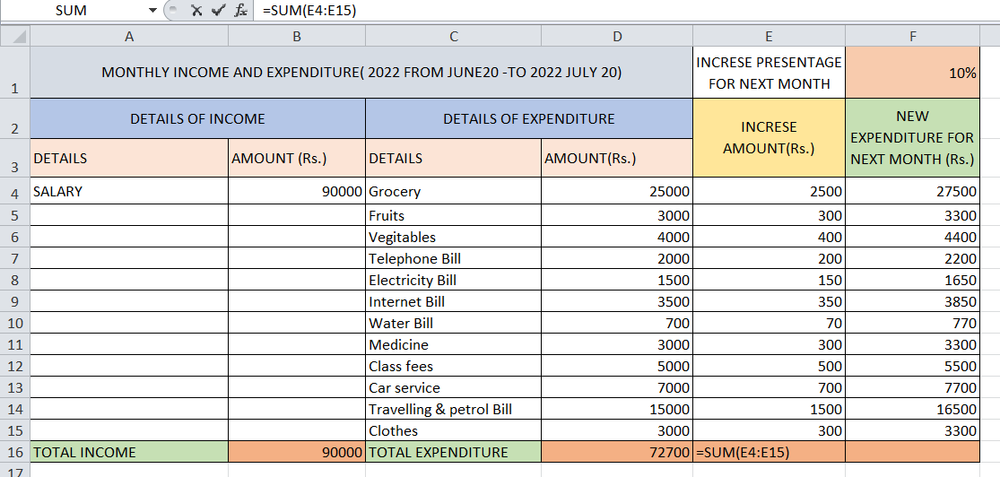 SUM =SUM(E4:E15)
A B C D E F
1 MONTHLY INCOME AND EXPENDITURE( 2022 FROM JUNE20 -TO 2022 JULY 20) INCRESE PRESENTAGE
FOR NEXT MONTH 10%
2 DETAILS OF INCOME DETAILS OF EXPENDITURE INCRESE
AMOUNT(Rs.) NEW
EXPENDITURE FOR
NEXT MONTH (Rs.)
3 DETAILS AMOUNT (Rs.) DETAILS AMOUNT(Rs.)
4 SALARY 90000 Grocery 25000 2500 27500
5 Fruits 3000 300 3300
6 Vegitables 4000 400 4400
7 Telephone Bill 2000 200 2200
8 Electricity Bill 1500 150 1650
9 Internet Bill 3500 350 3850
10 Water Bill 700 70 770
11 Medicine 3000 300 3300
12 Class fees 5000 500 5500
13 Car service 7000 700 7700
14 Travelling & petrol Bill 15000 1500 16500
15 Clothes 3000 300 3300
16 TOTAL INCOME 90000 TOTAL EXPENDITURE 72700 =SUM(E4:E15)
17